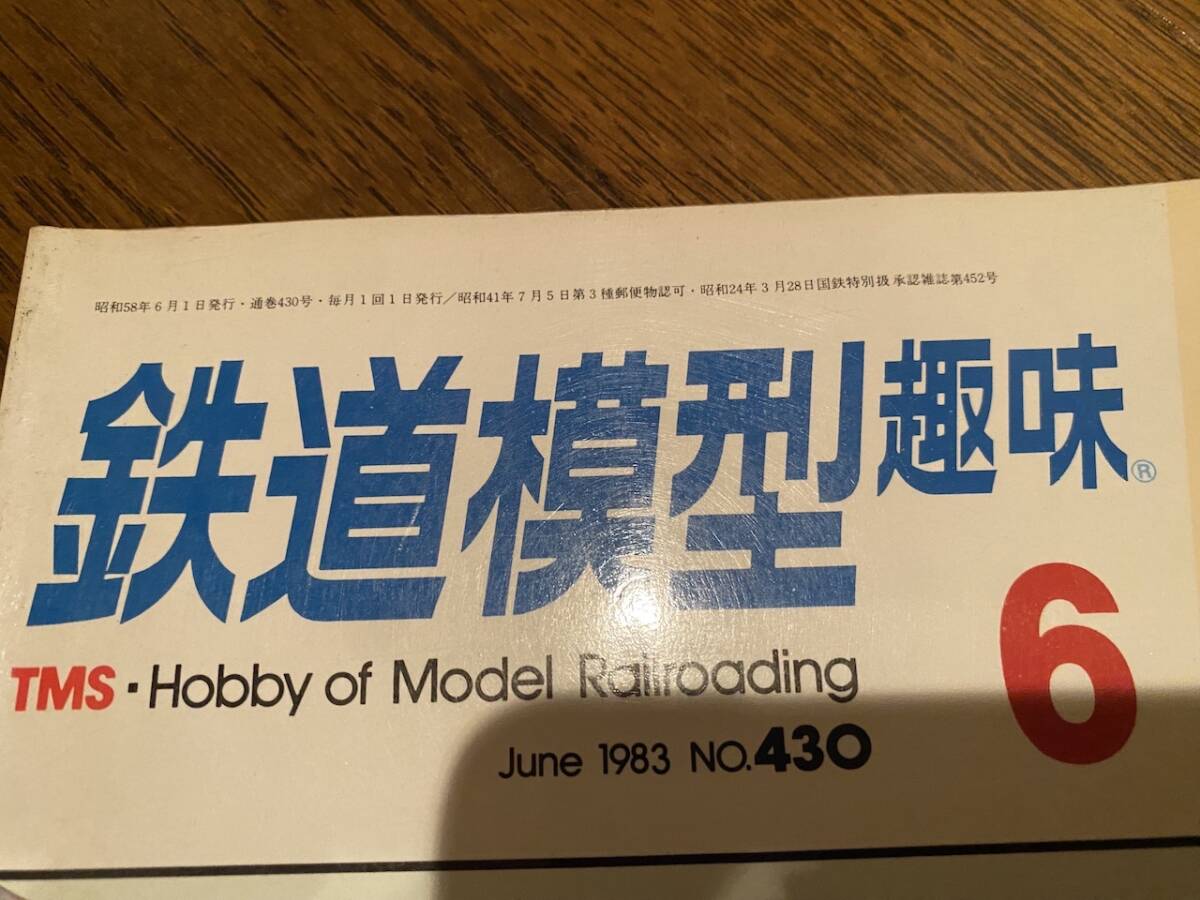 昭和58年6月1日発行・通巻430号・毎月1回1日発行／昭和41年7月5日第3種郵便物認可・昭和24年3月28日国鉄特別扱承認雑誌第452号
鉄道模型趣味®
TMS・Hobby of Model Railroading
6
June 1983 NO.430